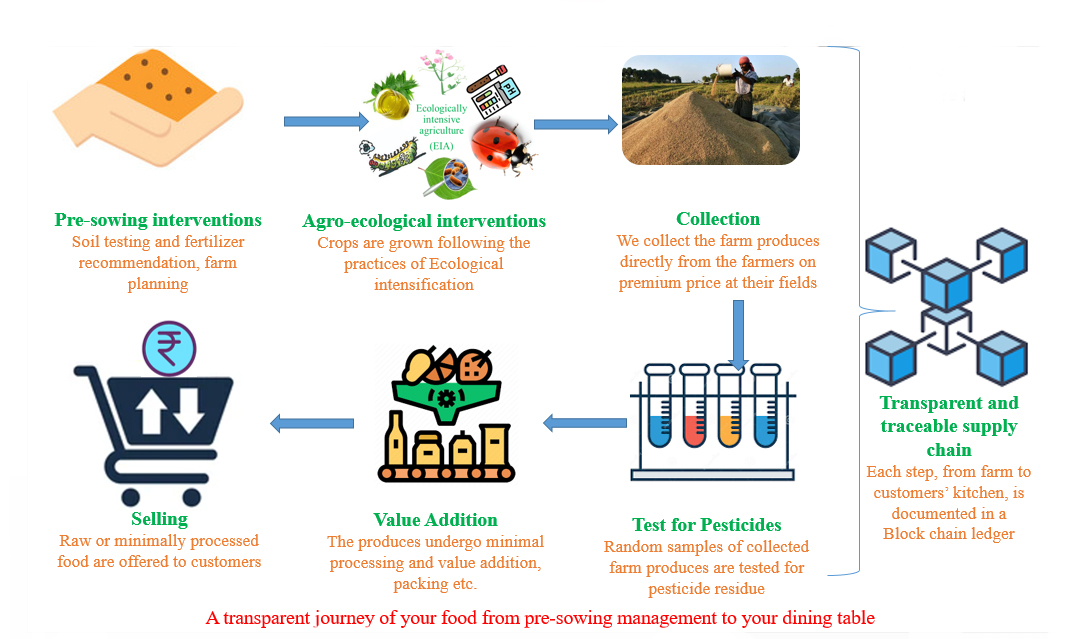 Ecologically
intensive
agriculture
(EIA)
PH
Pre-sowing interventions
Soil testing and fertilizer
recommendation, farm
planning
Agro-ecological interventions
Crops are grown following the
practices of Ecological
intensification
Collection
We collect the farm produces
directly from the farmers on
premium price at their fields
Transparent and
traceable supply
chain
Each step, from farm to
customers’ kitchen, is
documented in a
Block chain ledger
₹
Selling
Raw or minimally processed
food are offered to customers
Value Addition
The produces undergo minimal
processing and value addition,
packing etc.
Test for Pesticides
Random samples of collected
farm produces are tested for
pesticide residue
A transparent journey of your food from pre-sowing management to your dining table